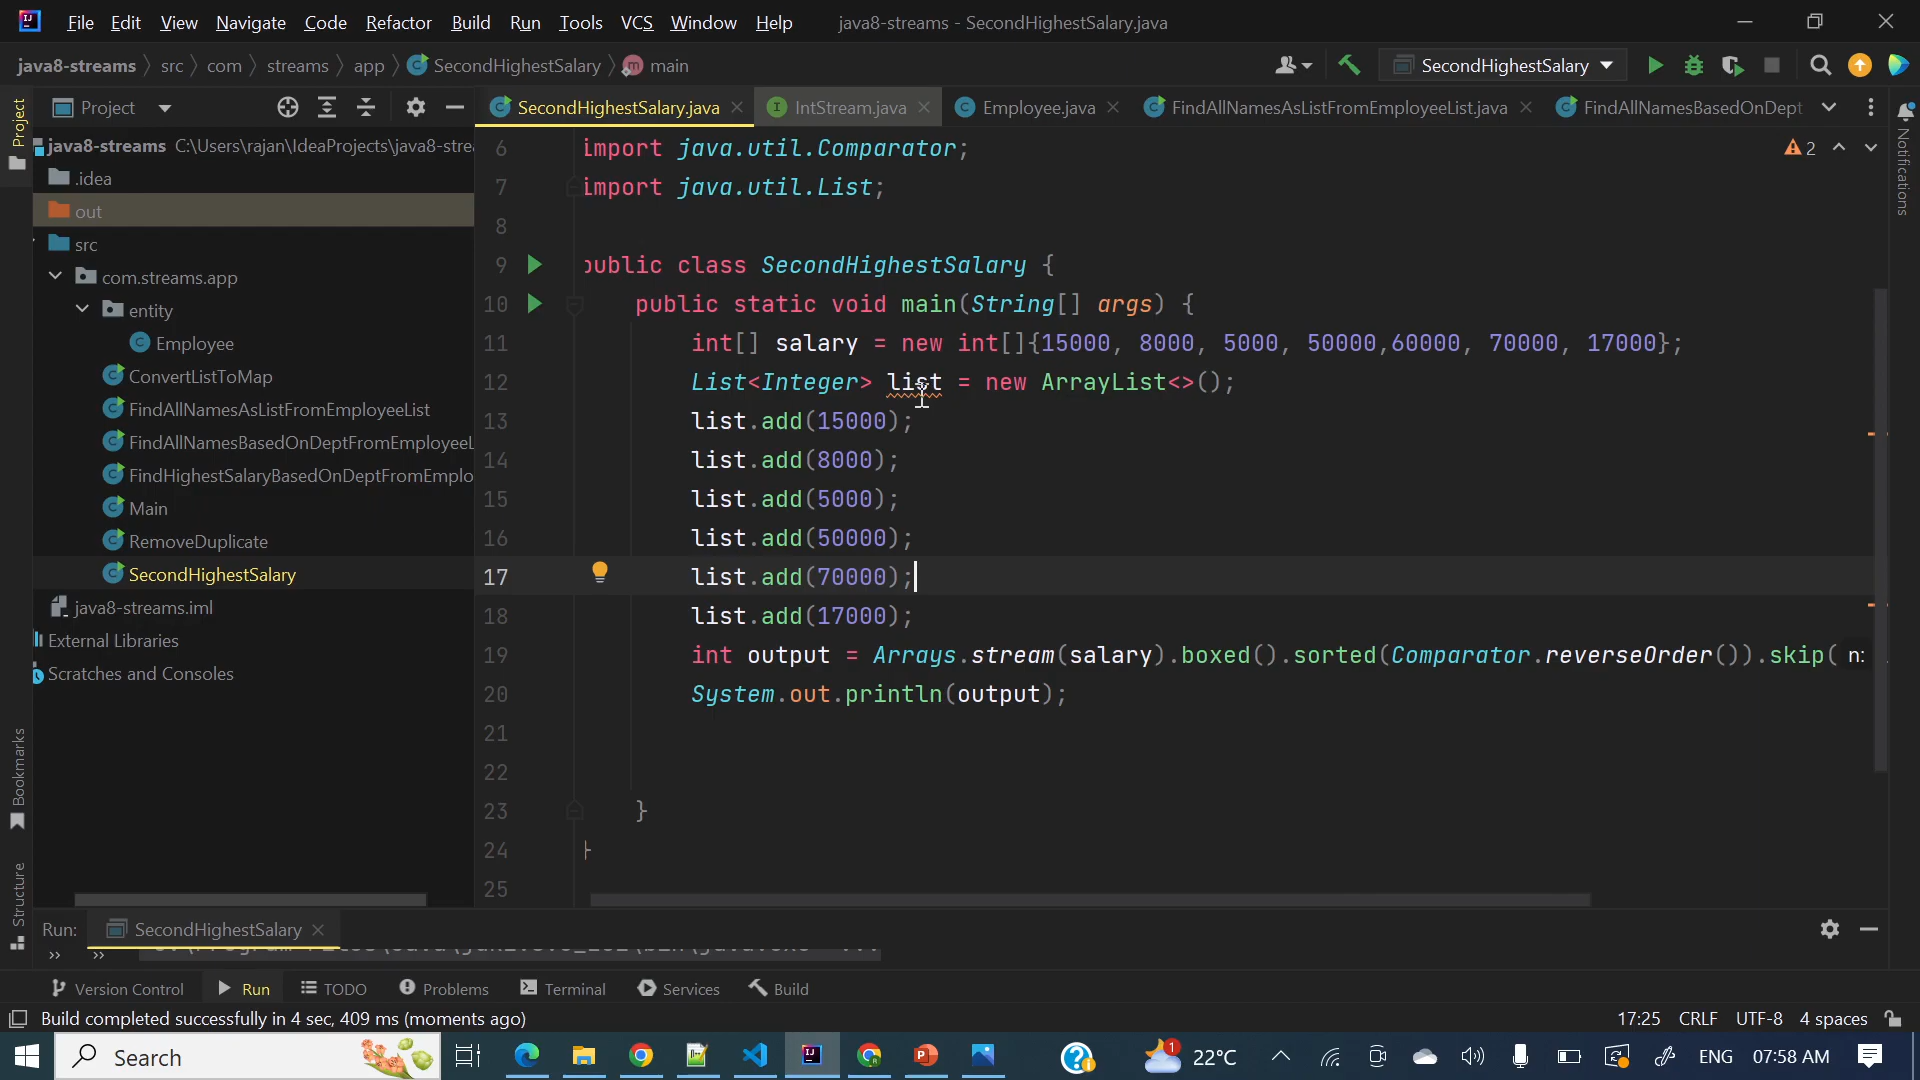 File Edit View Navigate Code Refactor Build Run Tools VCS Window Help java8-streams - SecondHighestSalary.java
java8-streams src com streams app SecondHighestSalary main SecondHighestSalary
Project SecondHighestSalary.java IntStream.java Employee.java FindAllNamesAsListFromEmployeeList.java FindAllNamesBasedOnDept
Project
Notifications
Bookmarks
Structure
java8-streams C:\Users\rajan\IdeaProjects\java8-stre
.idea
out
src
com.streams.app
entity
Employee
ConvertListToMap
FindAllNamesAsListFromEmployeeList
FindAllNamesBasedOnDeptFromEmployeeL
FindHighestSalaryBasedOnDeptFromEmplo
Main
RemoveDuplicate
SecondHighestSalary
java8-streams.iml
External Libraries
Scratches and Consoles
2
6 import java.util.Comparator;
7 import java.util.List;
8
9 public class SecondHighestSalary {
10 public static void main(String[] args) {
11 int[] salary = new int[]{15000, 8000, 5000, 50000,60000, 70000, 17000};
12 List<Integer> list = new ArrayList<>();
13 list.add(15000);
14 list.add(8000);
15 list.add(5000);
16 list.add(50000);
17 list.add(70000);
18 list.add(17000);
19 int output = Arrays.stream(salary).boxed().sorted(Comparator.reverseOrder()).skip( n:
20 System.out.println(output);
21
22
23 }
24 }
25
Run: SecondHighestSalary
Version Control Run TODO Problems Terminal Services Build
Build completed successfully in 4 sec, 409 ms (moments ago) 17:25 CRLF UTF-8 4 spaces
Search 1 22°C ENG 07:58 AM